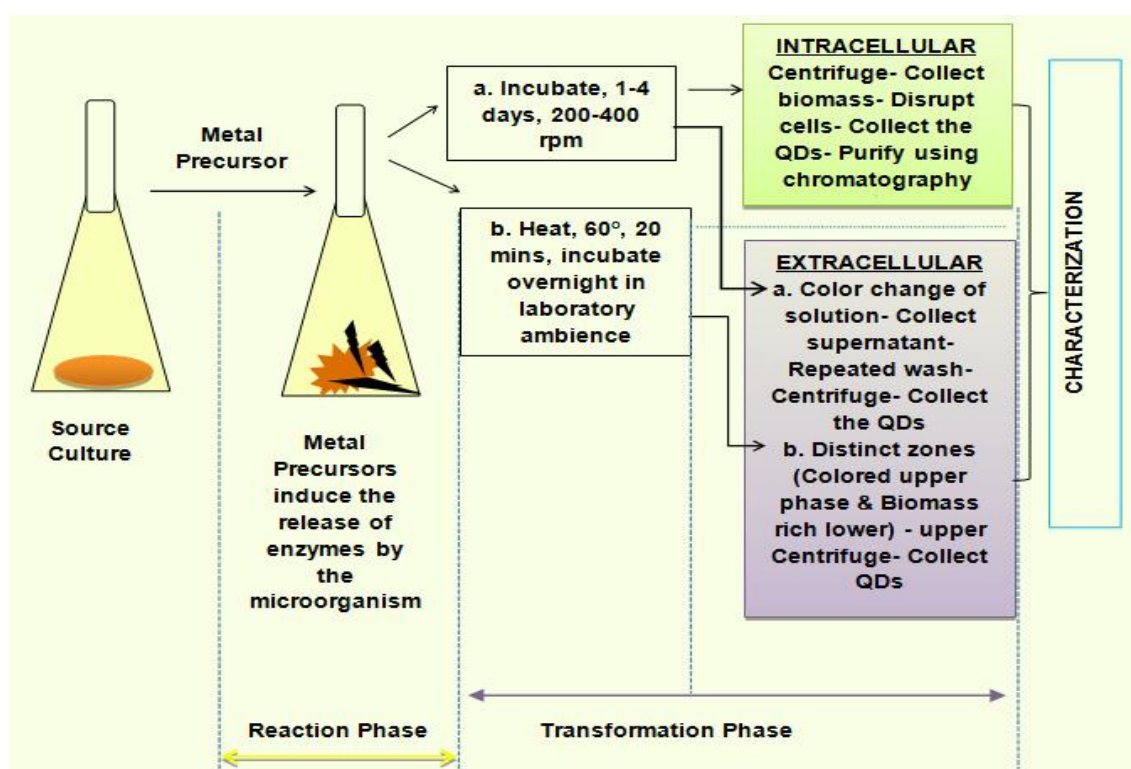 Metal
Precursor
Source
Culture
Metal
Precursors
induce the
release of
enzymes by
the
microorganism
a. Incubate, 1-4
days, 200-400
rpm
b. Heat, 60°, 20
mins, incubate
overnight in
laboratory
ambience
INTRACELLULAR
Centrifuge- Collect
biomass- Disrupt
cells- Collect the
QDs- Purify using
chromatography
EXTRACELLULAR
a. Color change of
solution- Collect
supernatant-
Repeated wash-
Centrifuge- Collect
the QDs
b. Distinct zones
(Colored upper
phase & Biomass
rich lower) - upper
Centrifuge- Collect
QDs
CHARACTERIZATION
Reaction Phase
Transformation Phase